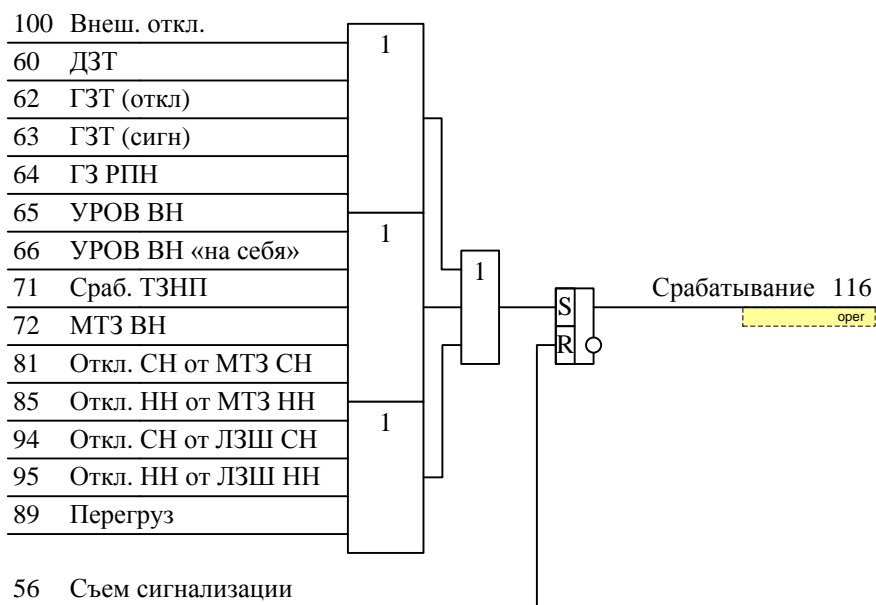 100 Внеш. откл.
1
60 ДЗТ
62 ГЗТ (откл)
63 ГЗТ (сигн)
64 ГЗ РПН
65 УРОВ ВН
1
66 УРОВ ВН «на себя»
1
71 Сраб. ТЗНП
S
Срабатывание 116
oper
72 МТЗ ВН
R
81 Откл. СН от МТЗ СН
85 Откл. НН от МТЗ НН
1
94 Откл. СН от ЛЗШ СН
95 Откл. НН от ЛЗШ НН
89 Перегруз
56 Съем сигнализации